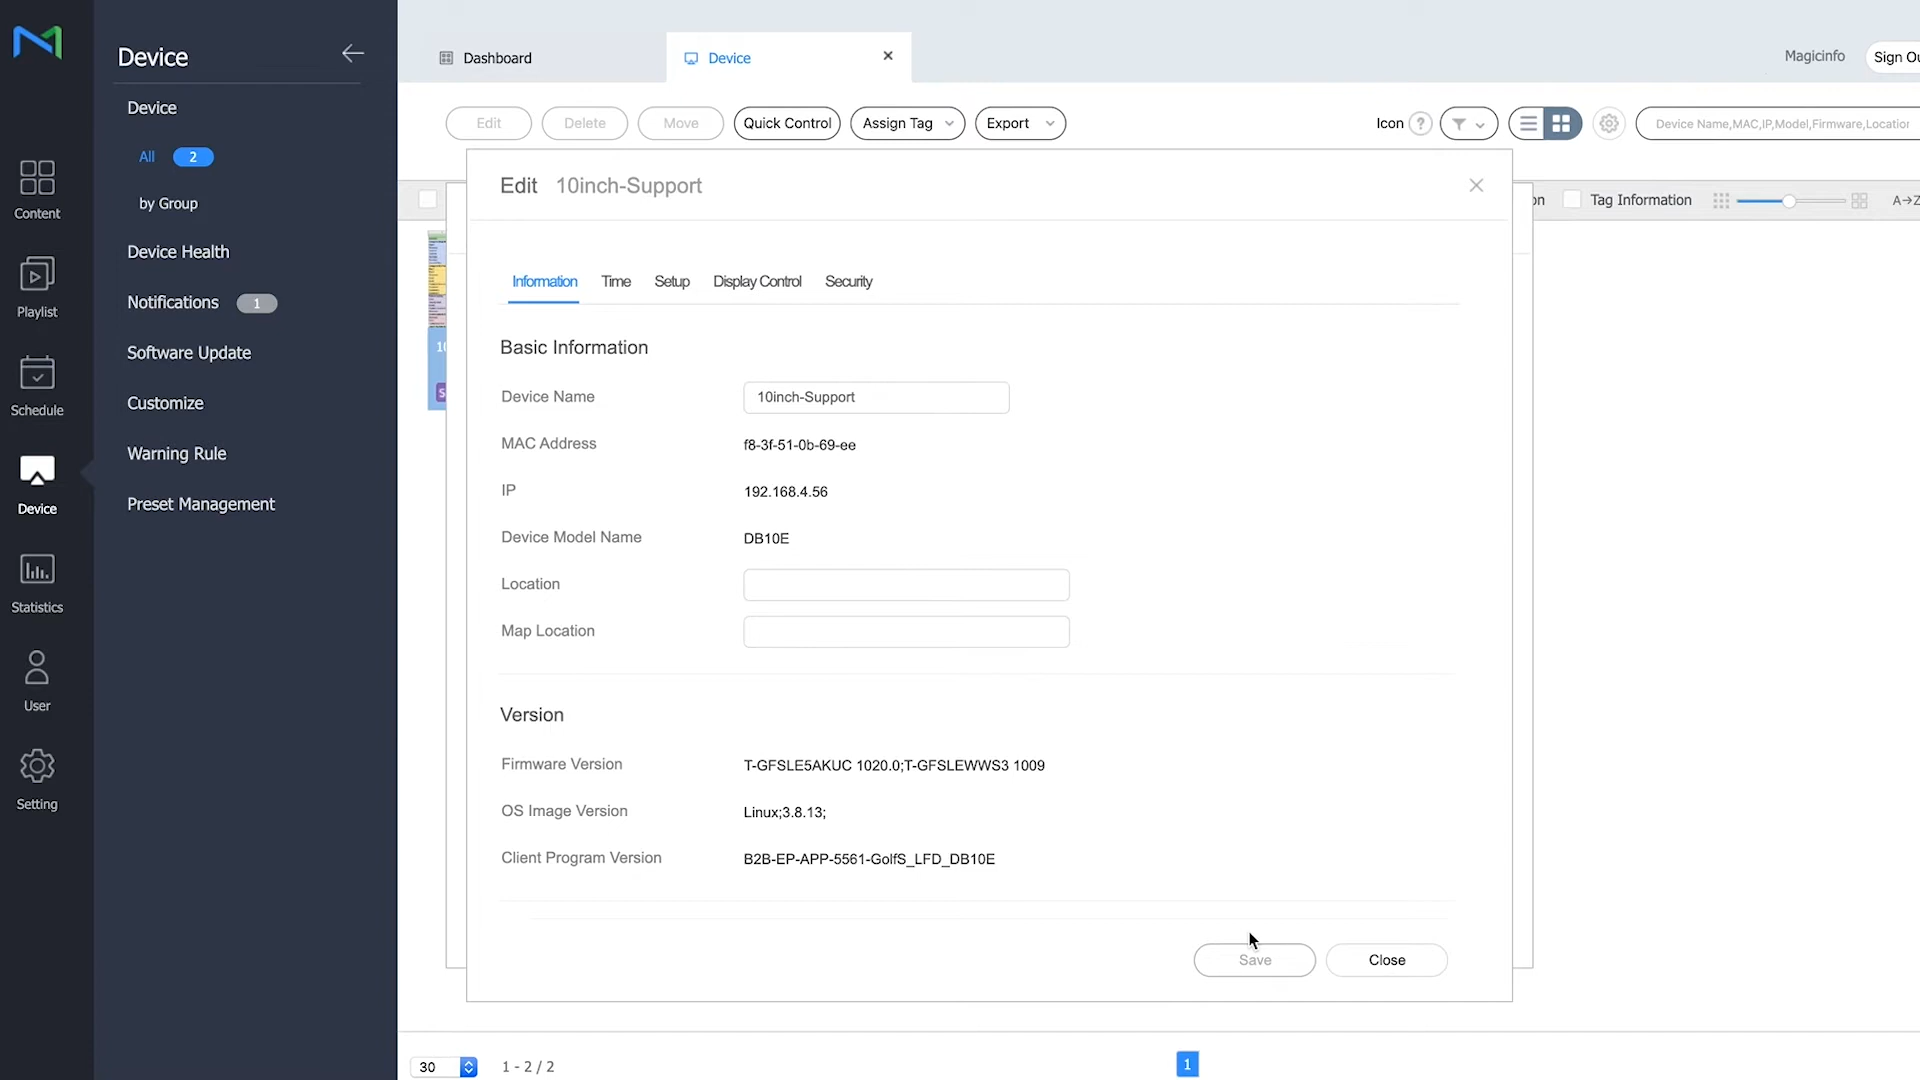 Device
Device
All 2
by Group
Device Health
Notifications 1
Software Update
Customize
Warning Rule
Preset Management
Content
Playlist
Schedule
Device
Statistics
User
Setting
Dashboard
Device
Magicinfo
Sign Ou
Edit Delete Move Quick Control Assign Tag Export
Icon ?
Device Name,MAC,IP,Model,Firmware,Location
on Tag Information A→Z
Edit 10inch-Support
Information Time Setup Display Control Security
Basic Information
Device Name 10inch-Support
MAC Address f8-3f-51-0b-69-ee
IP 192.168.4.56
Device Model Name DB10E
Location
Map Location
Version
Firmware Version T-GFSLE5AKUC 1020.0;T-GFSLEWWS3 1009
OS Image Version Linux;3.8.13;
Client Program Version B2B-EP-APP-5561-GolfS_LFD_DB10E
Save Close
30 1 - 2 / 2 1